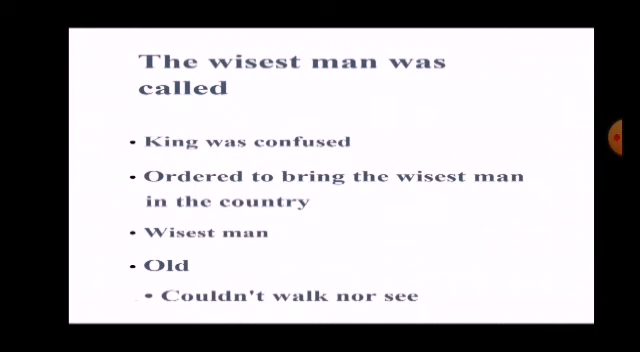 The wisest man was
called
• King was confused
• Ordered to bring the wisest man
in the country
• Wisest man
• Old
• Couldn't walk nor see